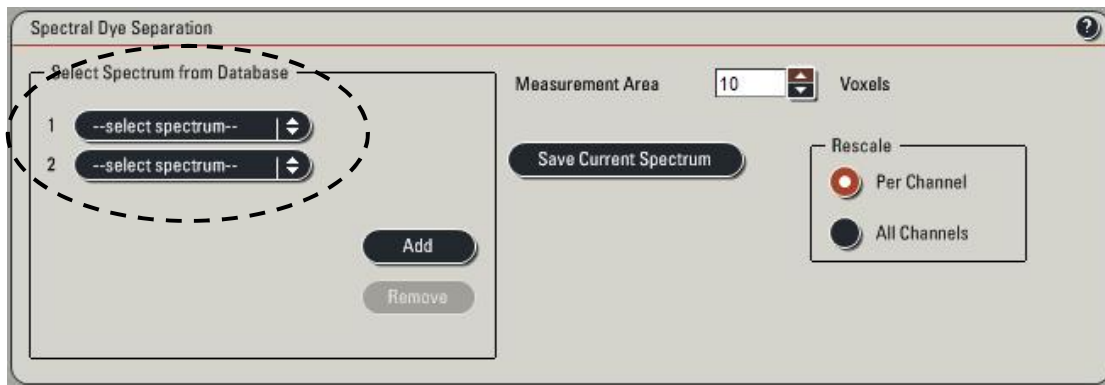 Spectral Dye Separation
?
Select Spectrum from Database
1 --select spectrum--
2 --select spectrum--
Add
Remove
Measurement Area 10 Voxels
Save Current Spectrum
Rescale
Per Channel
All Channels